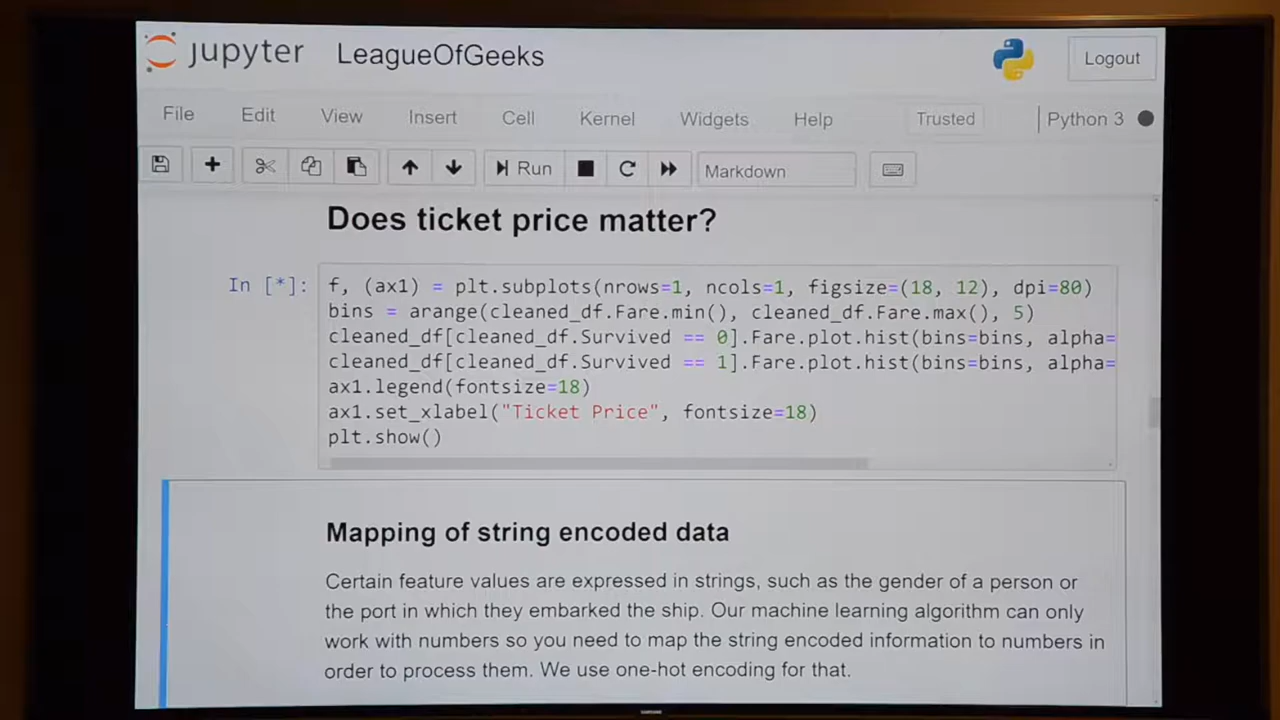 jupyter LeagueOfGeeks Logout
File Edit View Insert Cell Kernel Widgets Help Trusted Python 3
Run Markdown
Does ticket price matter?
In [*]: f, (ax1) = plt.subplots(nrows=1, ncols=1, figsize=(18, 12), dpi=80)
bins = arange(cleaned_df.Fare.min(), cleaned_df.Fare.max(), 5)
cleaned_df[cleaned_df.Survived == 0].Fare.plot.hist(bins=bins, alpha=
cleaned_df[cleaned_df.Survived == 1].Fare.plot.hist(bins=bins, alpha=
ax1.legend(fontsize=18)
ax1.set_xlabel("Ticket Price", fontsize=18)
plt.show()
Mapping of string encoded data
Certain feature values are expressed in strings, such as the gender of a person or
the port in which they embarked the ship. Our machine learning algorithm can only
work with numbers so you need to map the string encoded information to numbers in
order to process them. We use one-hot encoding for that.